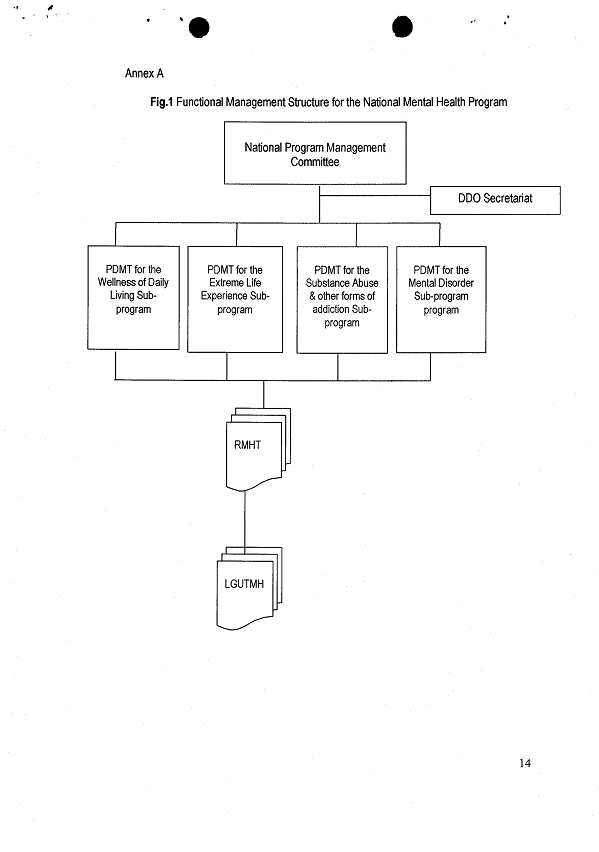 Annex A
Fig.1 Functional Management Structure for the National Mental Health Program
National Program Management
Committee
DDO Secretariat
PDMT for the
Wellness of Daily
Living Sub-
program
PDMT for the
Extreme Life
Experience Sub-
program
PDMT for the
Substance Abuse
& other forms of
addiction Sub-
program
PDMT for the
Mental Disorder
Sub-program
program
RMHT
LGUTMH
14